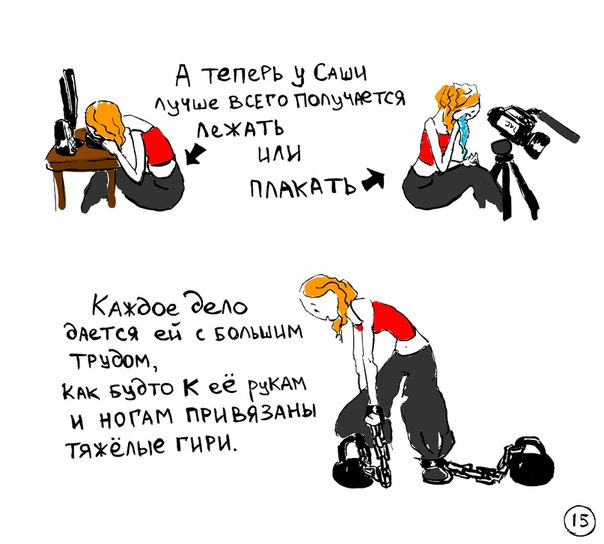 А теперь у Саши
лучше всего получается
лежать
или
плакать
Каждое дело
дается ей с большим
трудом,
как будто к её рукам
и ногам привязаны
тяжёлые гири.
15